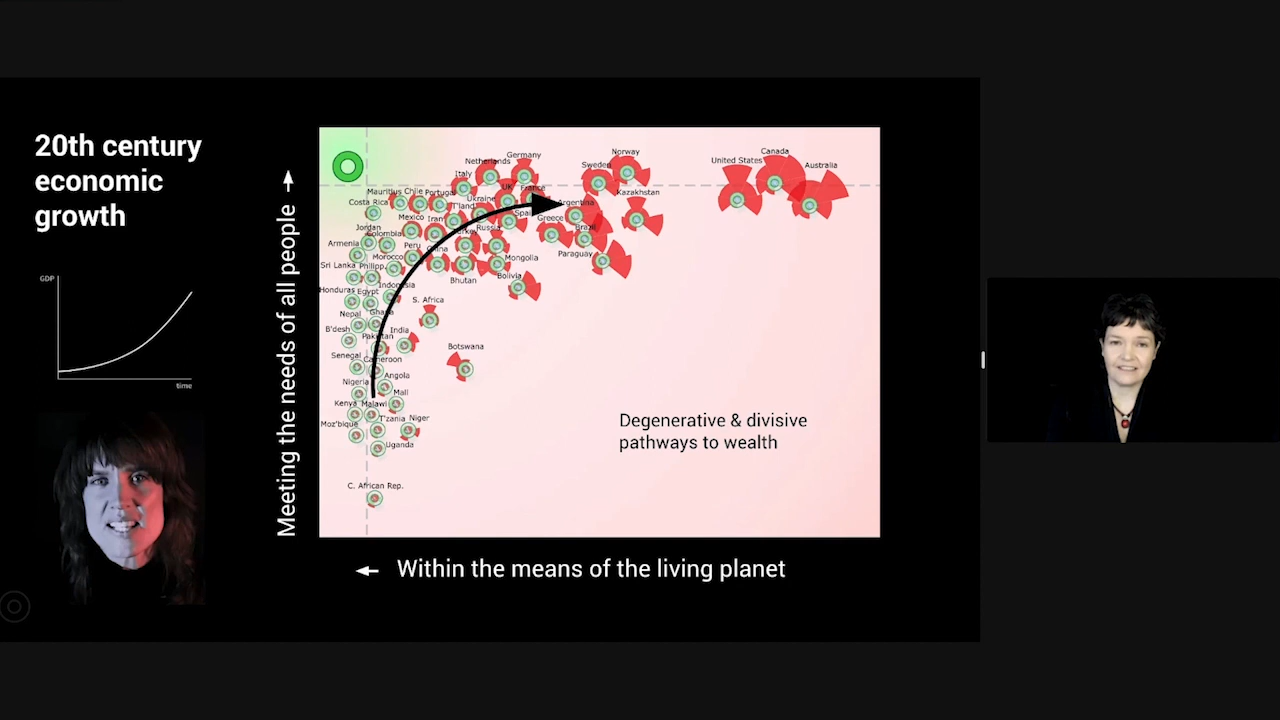 20th century
economic
growth
GDP
time
Meeting the needs of all people
Norway
Canada
Germany
Netherlands
United States
Sweden
Australia
Italy
Kazakhstan
Mauritius Chile Portugal
UK France
Ukraine
Costa Rica
T'land
Argentina
Spain
Mexico Iran
Greece
Jordan
Colombia
Russia
Brazil
Armenia
Peru
Paraguay
Morocco
Mongolia
Sri Lanka Philipp.
Bolivia
Bhutan
Indonesia
Honduras Egypt
S. Africa
Nepal
Ghana
B'desh
India
Pakistan
Botswana
Senegal
Cameroon
Angola
Nigeria
Mali
Kenya Malawi
T'zania Niger
Moz'bique
Uganda
C. African Rep.
Degenerative & divisive
pathways to wealth
Within the means of the living planet